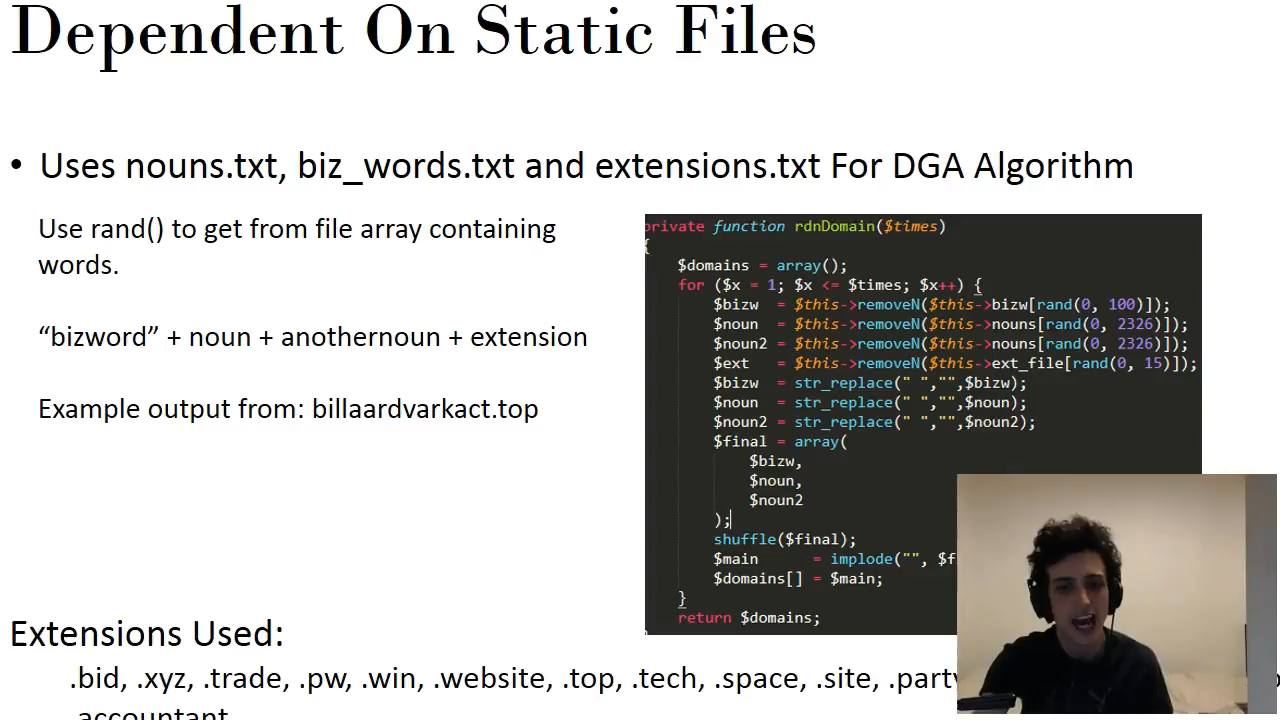 Dependent On Static Files
• Uses nouns.txt, biz_words.txt and extensions.txt For DGA Algorithm
Use rand() to get from file array containing
words.
“bizword” + noun + anothernoun + extension
Example output from: billaardvarkact.top
private function rdnDomain($times)
{
$domains = array();
for ($x = 1; $x <= $times; $x++) {
$bizw = $this->removeN($this->bizw[rand(0, 100)]);
$noun = $this->removeN($this->nouns[rand(0, 2326)]);
$noun2 = $this->removeN($this->nouns[rand(0, 2326)]);
$ext = $this->removeN($this->ext_file[rand(0, 15)]);
$bizw = str_replace(" ","",$bizw);
$noun = str_replace(" ","",$noun);
$noun2 = str_replace(" ","",$noun2);
$final = array(
$bizw,
$noun,
$noun2
);
shuffle($final);
$main = implode("", $f
$domains[] = $main;
}
return $domains;
Extensions Used:
.bid, .xyz, .trade, .pw, .win, .website, .top, .tech, .space, .site, .party
accountant